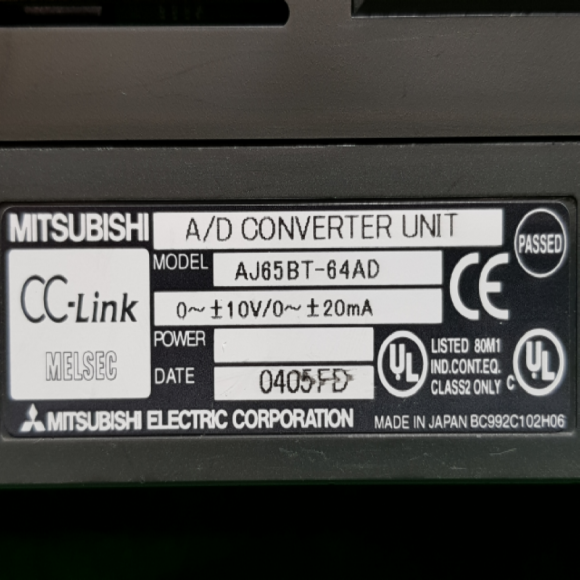 MITSUBISHI A/D CONVERTER UNIT
PASSED
CC-Link
MODEL AJ65BT-64AD
0~±10V/0~±20mA
CE
MELSEC
POWER
DATE 0405FD
UL LISTED 80M1
IND.CONT.EQ.
CLASS2 ONLY
C UL
MITSUBISHI ELECTRIC CORPORATION MADE IN JAPAN BC992C102H06